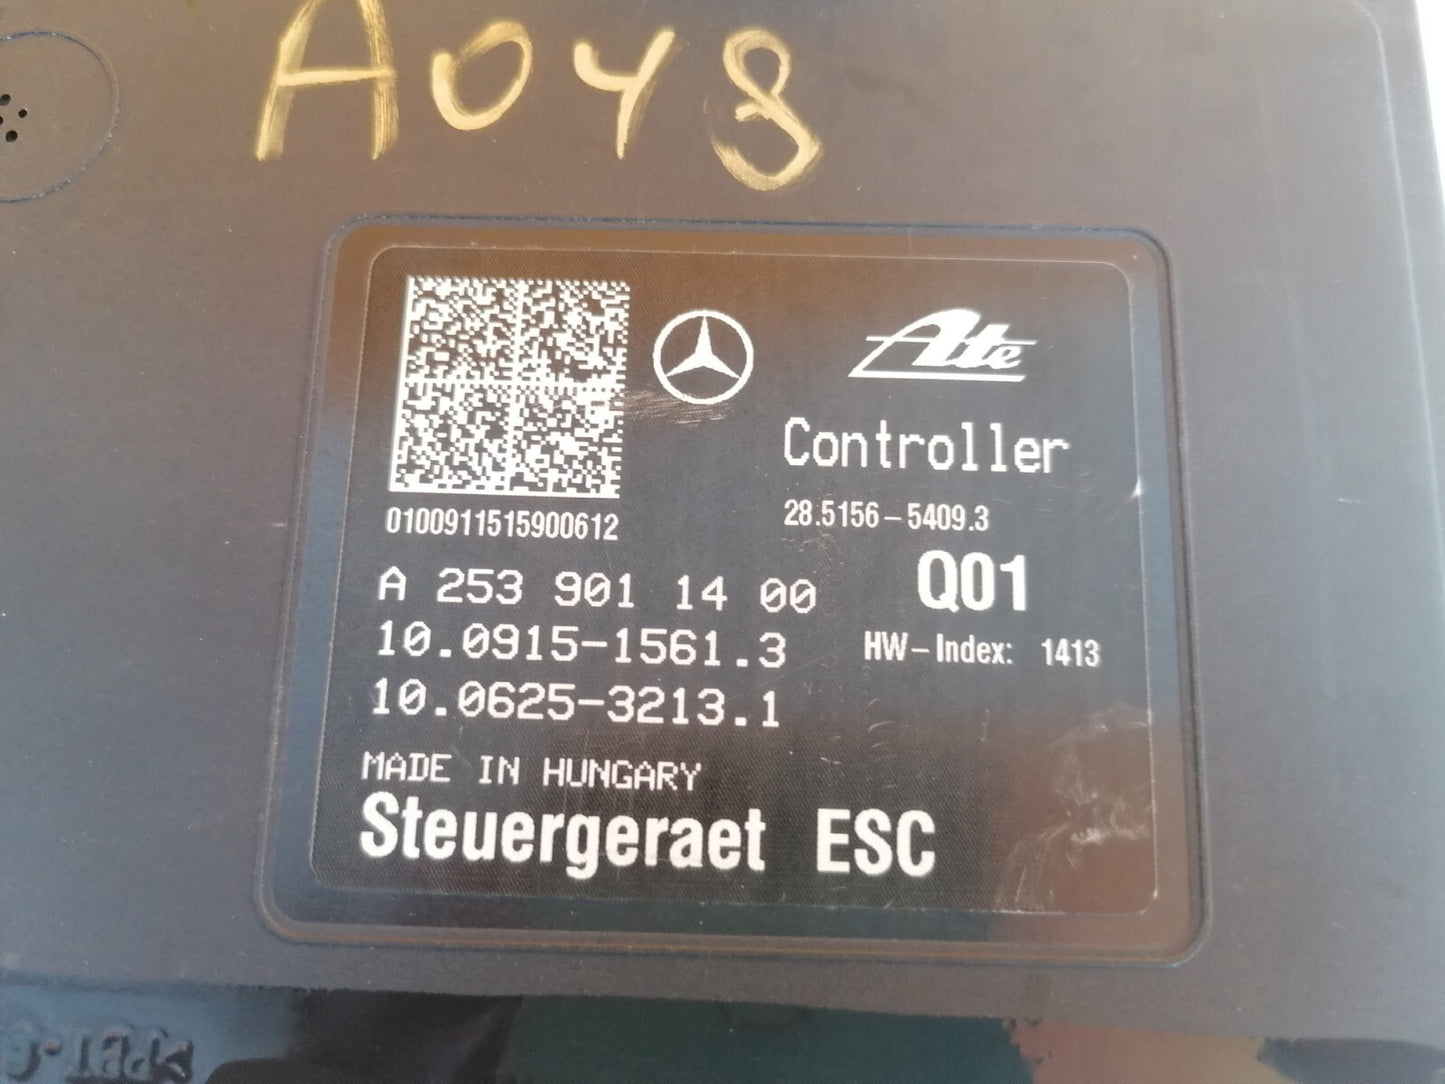 A048
Ate
Controller
28.5156-5409.3
0100911515900612
Q01
A 253 901 14 00
10.0915-1561.3
HW-Index: 1413
10.0625-3213.1
MADE IN HUNGARY
Steuergeraet ESC